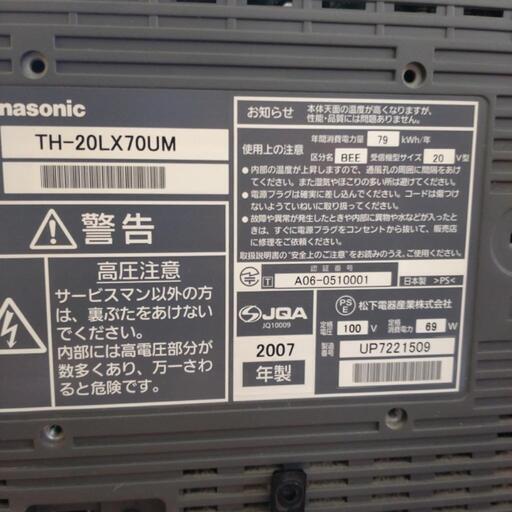 nasonic
TH-20LX70UM
警告
高圧注意
サービスマン以外の方
は、裏ぶたをあけない
でください。
内部には高電圧部分が
数多くあり、万一さわ
ると危険です。
お知らせ 本体天面の温度が高くなりますが、
性能・品質には問題ありません。
使用上の注意
年間消費電力量 79 kWh/年
区分名 BEE 受信機型サイズ 20 V型
•内部の温度が上昇しますので、通風孔の周囲に間隔をあけ
てください。また湿気やほこりの多い所は避けてください。
•電源プラグは確実に差し込んでください。コードは傷つけ
ないようていねいに取り扱ってください。
•故障や異常が発生したときや内部に異物や水などが入ったと
きは、すぐに電源プラグをコンセントから抜いて、販売店
に修理をご依頼ください。
取扱説明書の"安全上のご注意"をお読みのうえ、ご使用ください。
認証番号
T A06-0510001 日本製 >PS<
JQA
JQ10009
PSE 松下電器産業株式会社
定格電圧 100 V 定格消費電力 69 W
2007
年製
製造番号 UP7221509